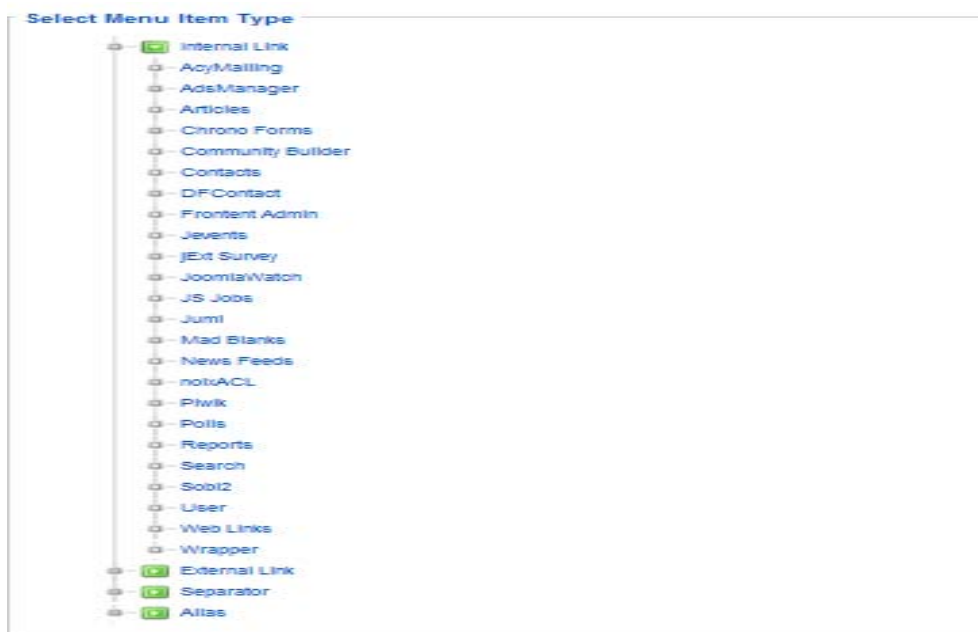 Select Menu Item Type
Internal Link
AcyMailing
AdsManager
Articles
Chrono Forms
Community Builder
Contacts
DFContact
Frontent Admin
Jevents
jExt Survey
JoomlaWatch
JS Jobs
Jumi
Mad Blanks
News Feeds
noixACL
Piwik
Polls
Reports
Search
Sobi2
User
Web Links
Wrapper
External Link
Separator
Alias